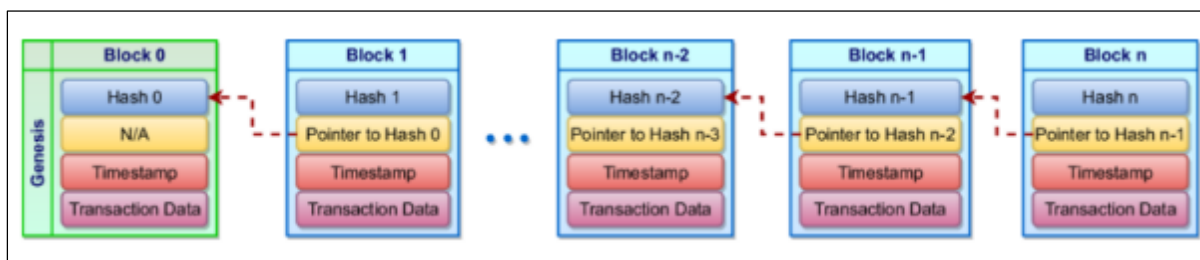 Genesis
Block 0
Hash 0
N/A
Timestamp
Transaction Data
Block 1
Hash 1
Pointer to Hash 0
Timestamp
Transaction Data
Block n-2
Hash n-2
Pointer to Hash n-3
Timestamp
Transaction Data
Block n-1
Hash n-1
Pointer to Hash n-2
Timestamp
Transaction Data
Block n
Hash n
Pointer to Hash n-1
Timestamp
Transaction Data